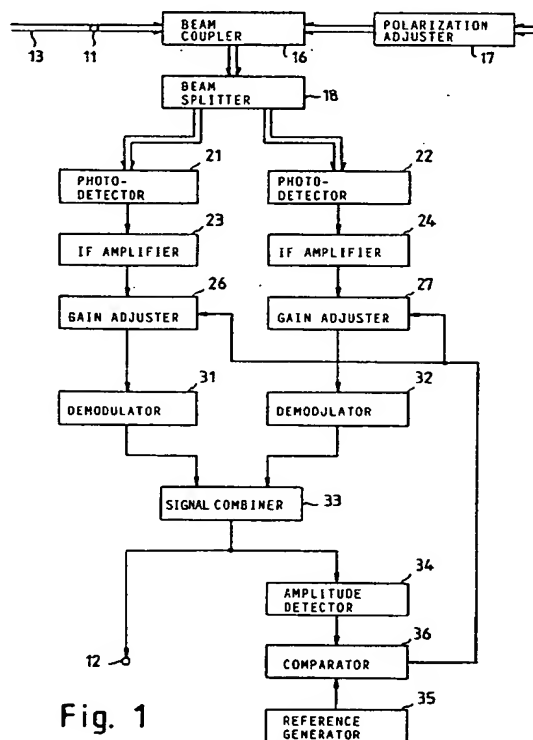 BEAM
COUPLER
POLARIZATION
ADJUSTER
13
11
16
17
BEAM
SPLITTER
18
21
22
PHOTO-
DETECTOR
PHOTO-
DETECTOR
23
24
IF AMPLIFIER
IF AMPLIFIER
26
27
GAIN ADJUSTER
GAIN ADJUSTER
31
32
DEMODULATOR
DEMODJLATOR
SIGNAL COMBINER
33
34
AMPLITUDE
DETECTOR
36
12
COMPARATOR
35
Fig. 1
REFERENCE
GENERATOR